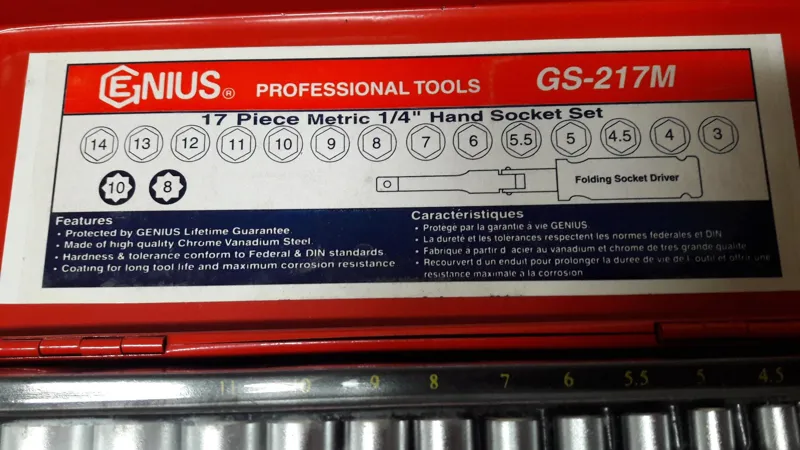 GENIUS® PROFESSIONAL TOOLS GS-217M
17 Piece Metric 1/4" Hand Socket Set
14 13 12 11 10 9 8 7 6 5.5 5 4.5 4 3
10 8 Folding Socket Driver
Features
• Protected by GENIUS Lifetime Guarantee.
• Made of high quality Chrome Vanadium Steel.
• Hardness & tolerance conform to Federal & DIN standards
• Coating for long tool life and maximum corrosion resistance
Caractéristiques
• Protegé par la garantie à vie GENIUS.
• La dureté et les tolerances respectent les normes federales et DIN
• Fabrique à partir d acier au vanadium et chrome de tres grande qualite
• Recourvert d un enduit pour prolonger la duree de vie de l outil et offrir une
resistance maximale à la corrosion
11 9 8 7 6 5.5 5 4.5